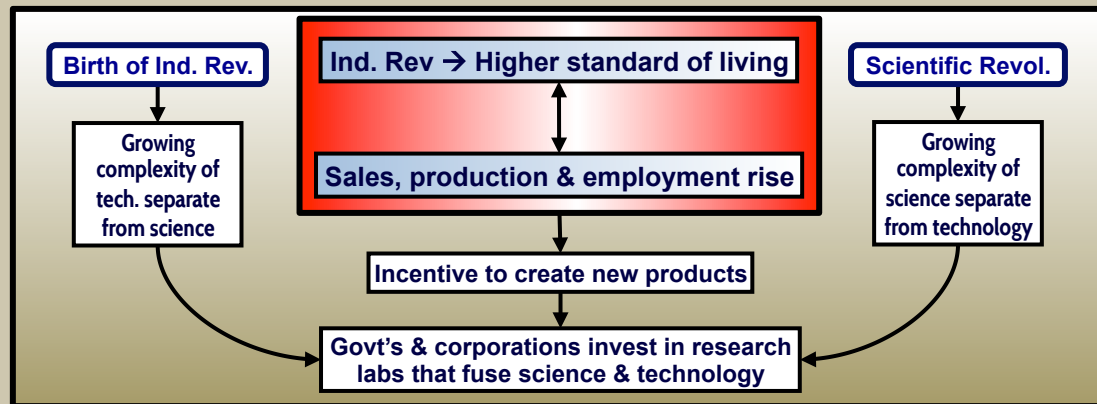 Birth of Ind. Rev.
Growing
complexity of
tech. separate
from science
Ind. Rev → Higher standard of living
Sales, production & employment rise
Incentive to create new products
Scientific Revol.
Growing
complexity of
science separate
from technology
Govt's & corporations invest in research
labs that fuse science & technology